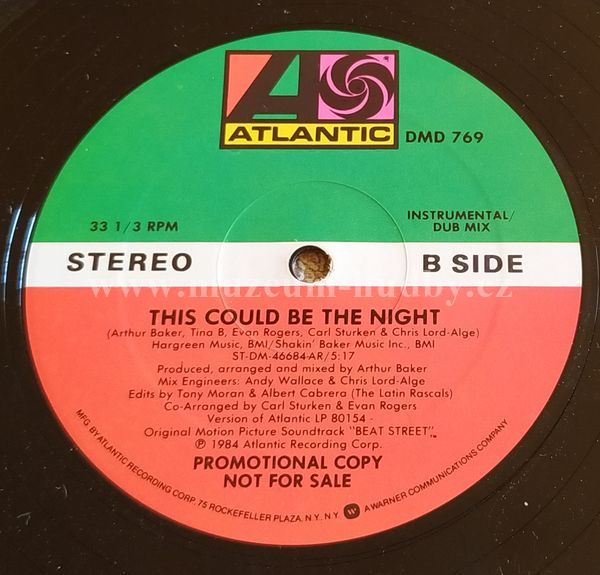 ATLANTIC
DMD 769
33 1/3 RPM
INSTRUMENTAL/
DUB MIX
STEREO
B SIDE
www.muzeum-hudby.cz
THIS COULD BE THE NIGHT
(Arthur Baker, Tina B, Evan Rogers, Carl Sturken & Chris Lord-Alge)
Hargreen Music, BMI/Shakin' Baker Music Inc., BMI
ST-DM-46684-AR/5:17
Produced, arranged and mixed by Arthur Baker
Mix Engineers: Andy Wallace & Chris Lord-Alge
Edits by Tony Moran & Albert Cabrera (The Latin Rascals)
Co-Arranged by Carl Sturken & Evan Rogers
Version of Atlantic LP 80154 -
Original Motion Picture Soundtrack "BEAT STREET"™
℗ 1984 Atlantic Recording Corp.
PROMOTIONAL COPY
NOT FOR SALE
MFG. BY ATLANTIC RECORDING CORP. 75 ROCKEFELLER PLAZA, N.Y. N.Y. W A WARNER COMMUNICATIONS COMPANY